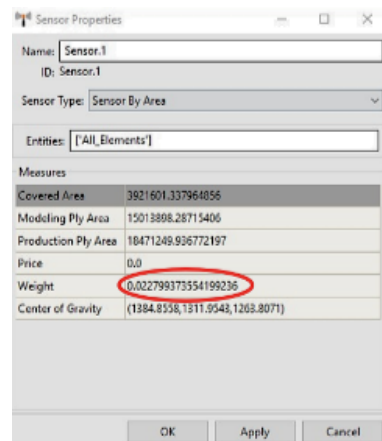 Sensor Properties
Name: Sensor.1
ID: Sensor.1
Sensor Type: Sensor By Area
Entities: ['All_Elements']
Measures
Covered Area 3921601.337964856
Modeling Ply Area 15013898.28715406
Production Ply Area 18471249.936772197
Price 0.0
Weight 0.022799373554199236
Center of Gravity (1384.8558,1311.9543,1263.8071)
OK Apply Cancel